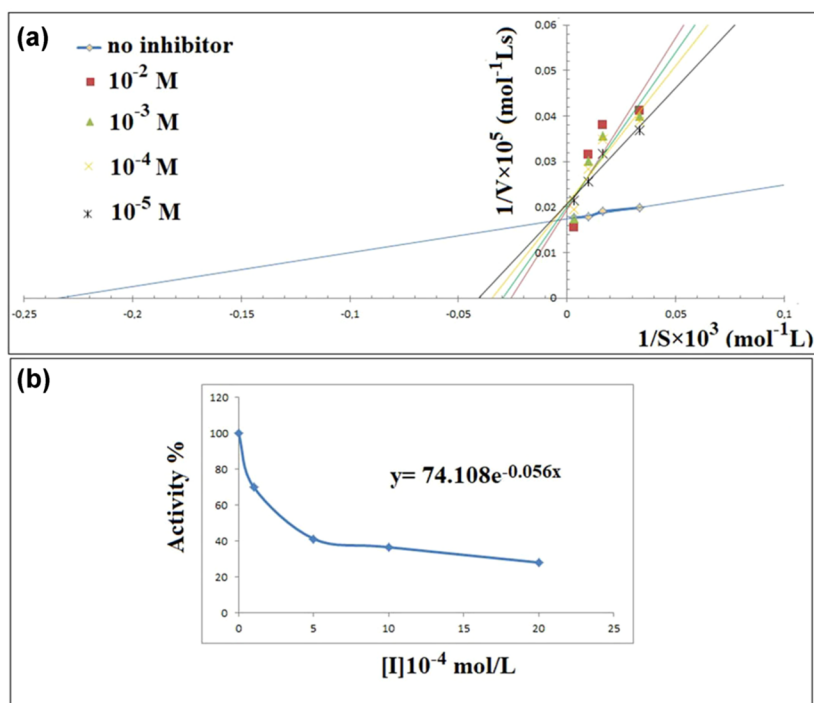 (a)
no inhibitor
10⁻² M
10⁻³ M
10⁻⁴ M
10⁻⁵ M
1/V×10⁵ (mol⁻¹Ls)
0,06
0,05
0,04
0,03
0,02
0,01
0
-0,25 -0,2 -0,15 -0,1 -0,05 0 0,05 0,1
1/S×10³ (mol⁻¹L)
(b)
Activity %
120
100
80
60
40
20
0
y= 74.108e⁻⁰·⁰⁵⁶ˣ
0 5 10 15 20 25
[I]10⁻⁴ mol/L